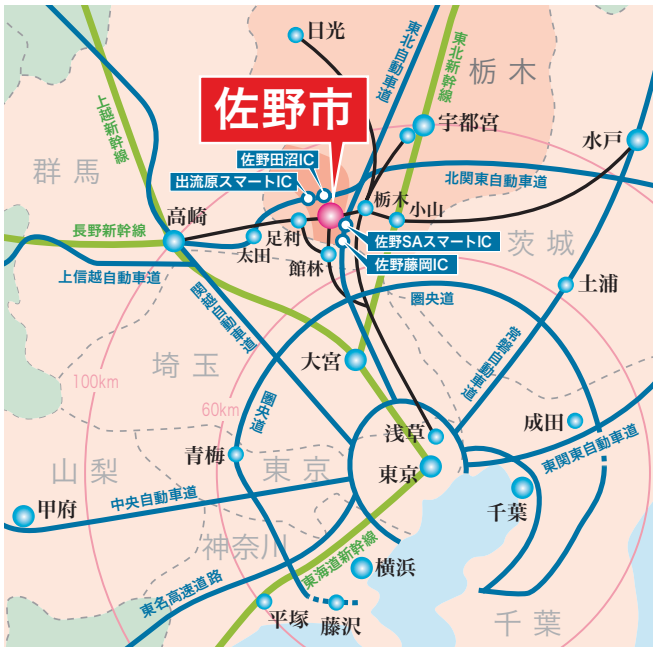 日光
東北自動車道
東北新幹線
栃木
上越新幹線
佐野市
宇都宮
水戸
群馬
佐野田沼IC
出流原スマートIC
北関東自動車道
栃木
小山
高崎
長野新幹線
足利
太田
館林
佐野SAスマートIC
佐野藤岡IC
茨城
上信越自動車道
関越自動車道
圏央道
土浦
常磐自動車道
大宮
埼玉
100km
60km
圏央道
浅草
成田
東関東自動車道
青梅
東京
東京
山梨
中央自動車道
甲府
千葉
神奈川
東海道新幹線
横浜
東名高速道路
平塚
藤沢
千葉